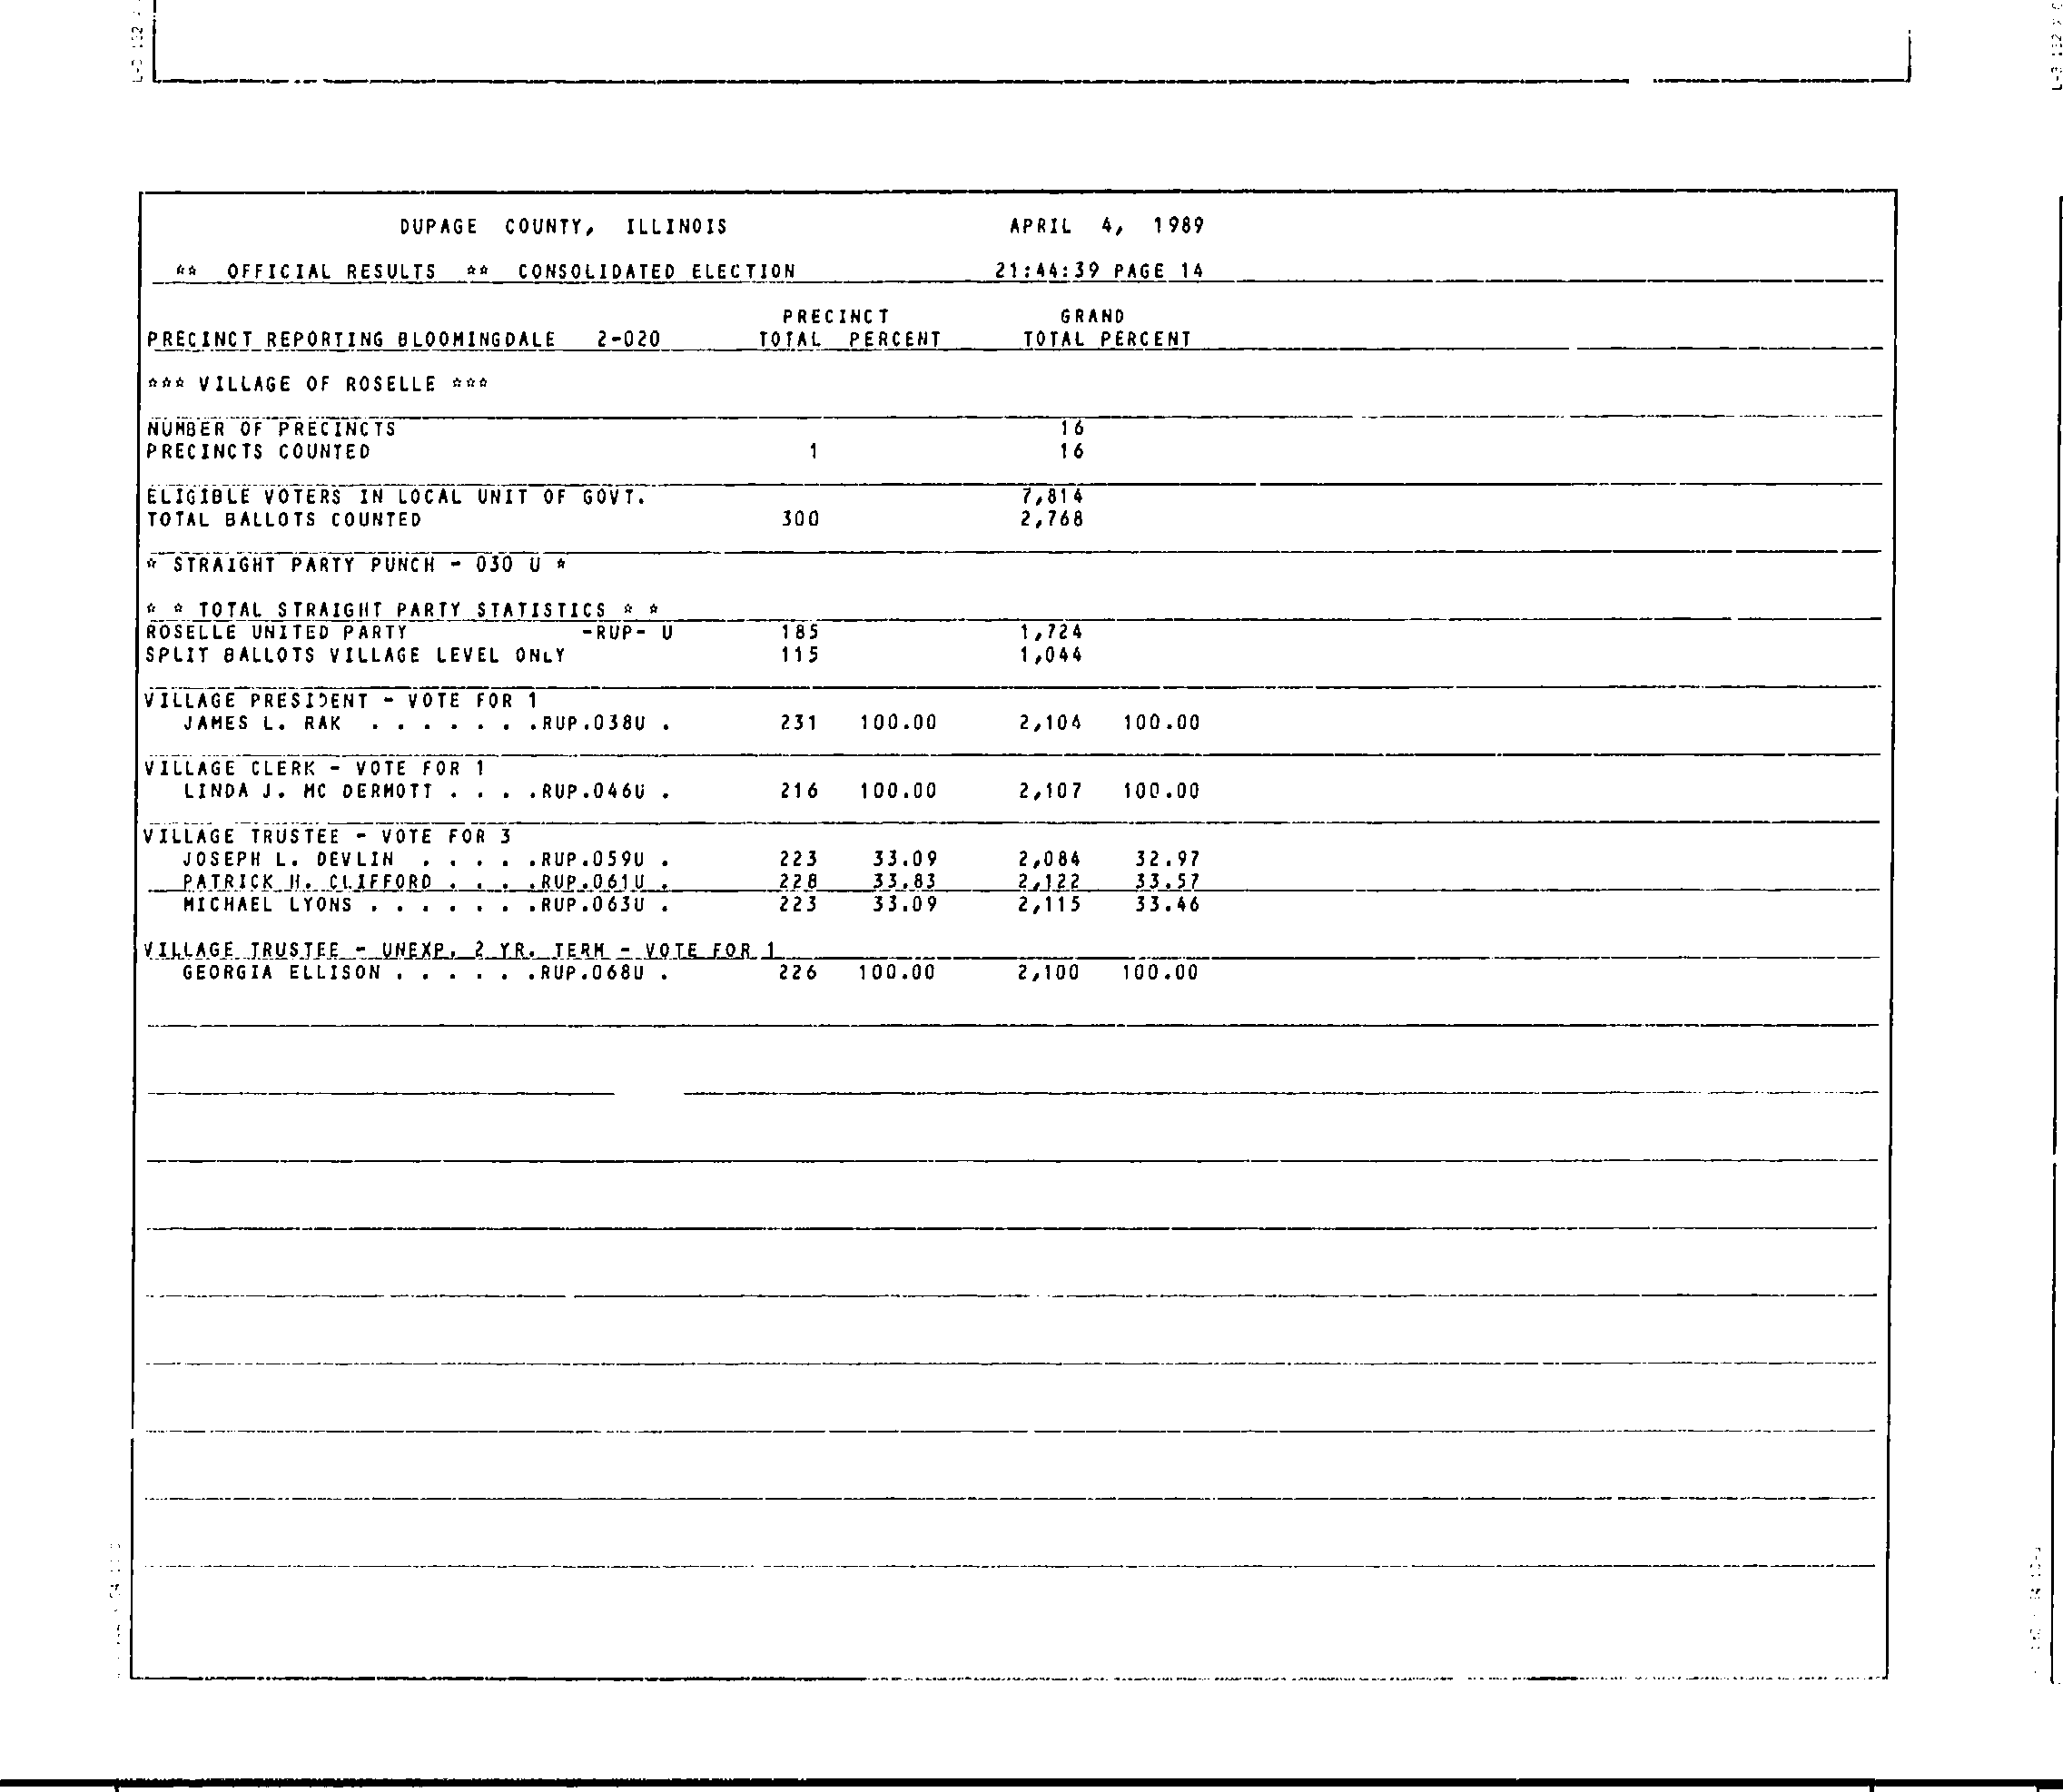 DUPAGE COUNTY, ILLINOIS APRIL 4, 1989
** OFFICIAL RESULTS ** CONSOLIDATED ELECTION 21:44:39 PAGE 14
PRECINCT GRAND
PRECINCT REPORTING BLOOMINGDALE 2-020 TOTAL PERCENT TOTAL PERCENT
*** VILLAGE OF ROSELLE ***
NUMBER OF PRECINCTS 16
PRECINCTS COUNTED 1 16
ELIGIBLE VOTERS IN LOCAL UNIT OF GOVT. 7,814
TOTAL BALLOTS COUNTED 300 2,768
* STRAIGHT PARTY PUNCH - 030 U *
* * TOTAL STRAIGHT PARTY STATISTICS * *
ROSELLE UNITED PARTY -RUP- U 185 1,724
SPLIT BALLOTS VILLAGE LEVEL ONLY 115 1,044
VILLAGE PRESIDENT - VOTE FOR 1
JAMES L. RAK . . . . . . .RUP.038U . 231 100.00 2,104 100.00
VILLAGE CLERK - VOTE FOR 1
LINDA J. MC DERMOTT . . . .RUP.046U . 216 100.00 2,107 100.00
VILLAGE TRUSTEE - VOTE FOR 3
JOSEPH L. DEVLIN . . . . .RUP.059U . 223 33.09 2,084 32.97
PATRICK H. CLIFFORD . . . .RUP.061U . 228 33.83 2,122 33.57
MICHAEL LYONS . . . . . . .RUP.063U . 223 33.09 2,115 33.46
VILLAGE TRUSTEE - UNEXP. 2 YR. TERM - VOTE FOR 1
GEORGIA ELLISON . . . . . .RUP.068U . 226 100.00 2,100 100.00